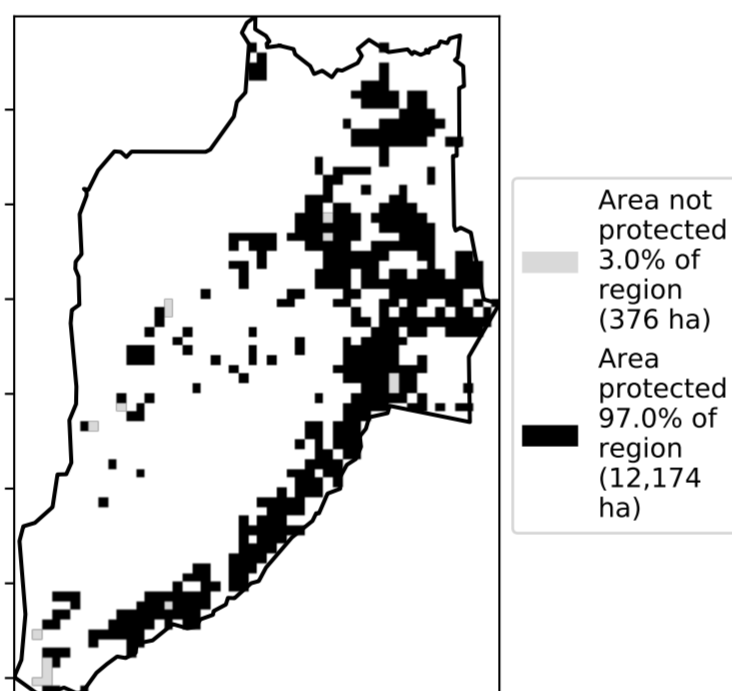 Area not
protected
3.0% of
region
(376 ha)
Area
protected
97.0% of
region
(12,174
ha)